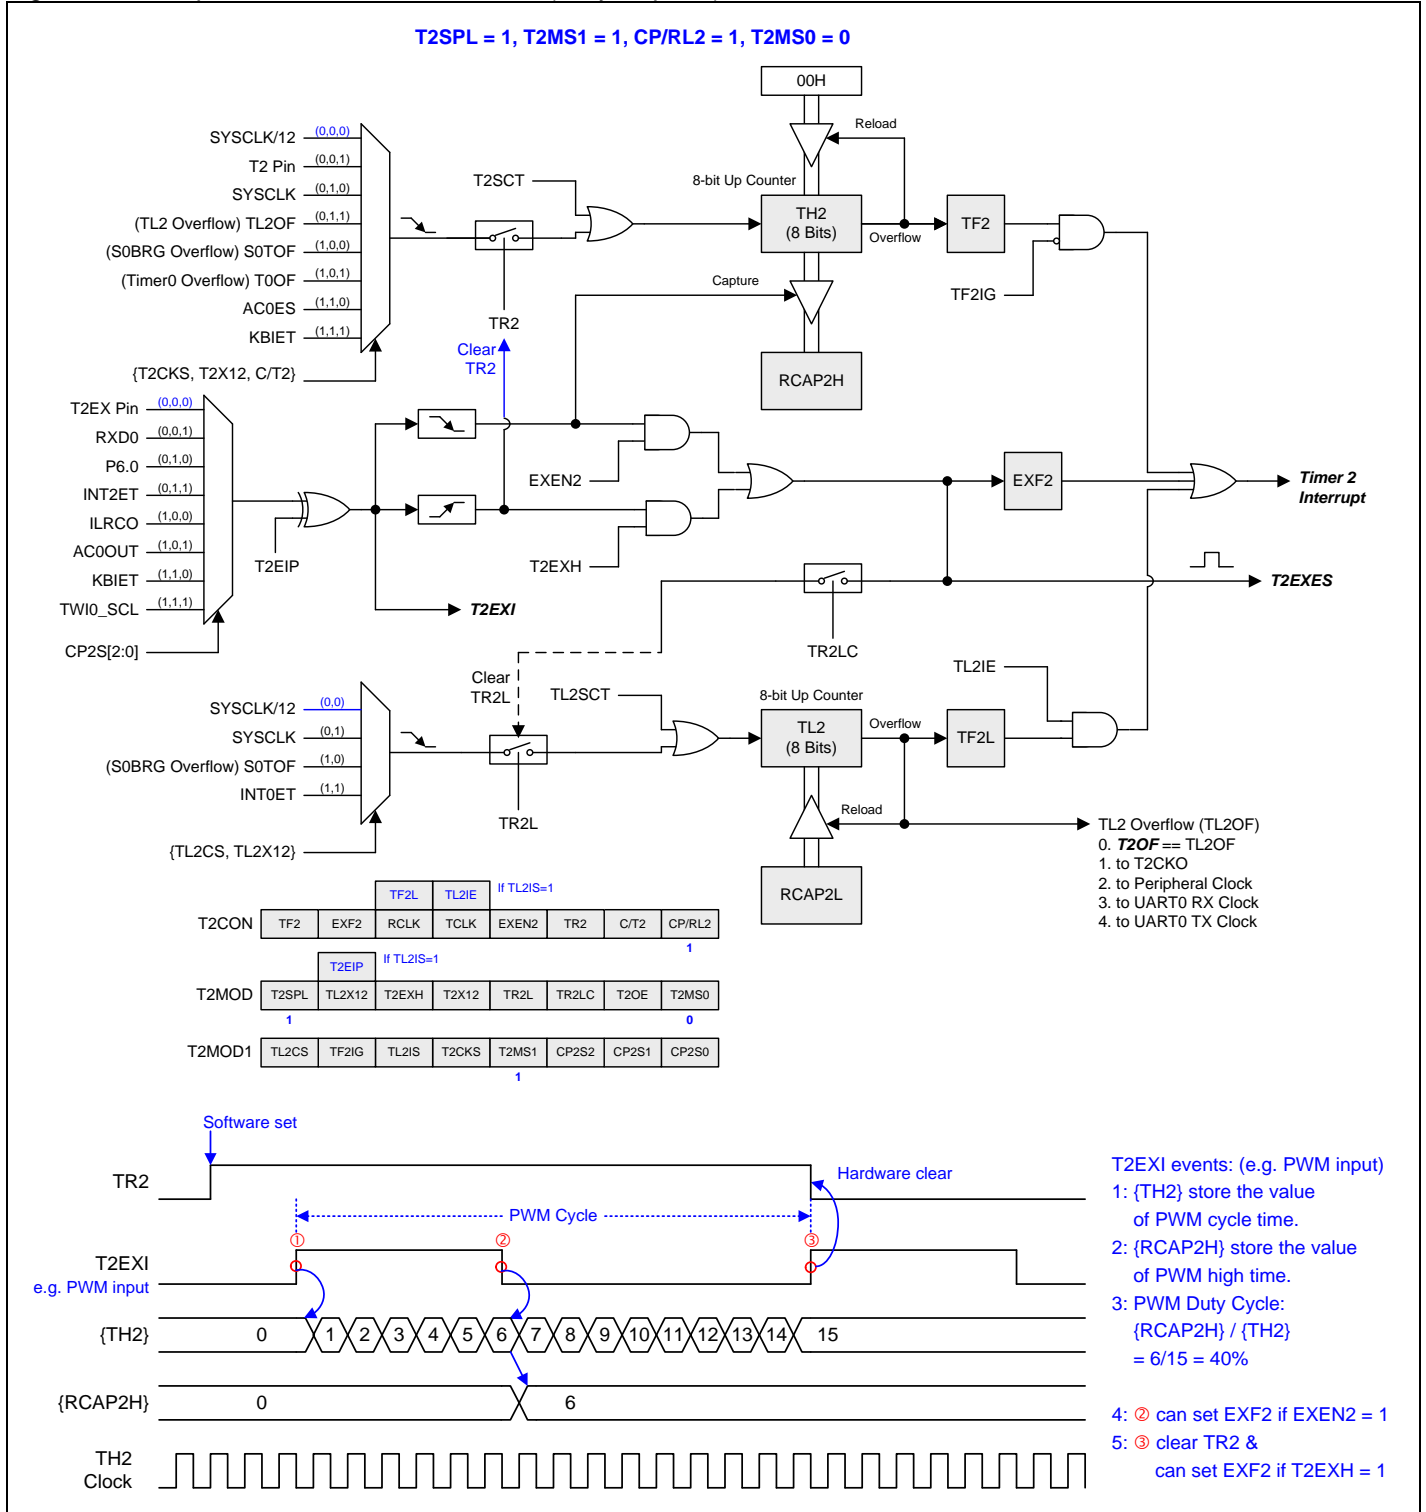 T2SPL = 1, T2MS1 = 1, CP/RL2 = 1, T2MS0 = 0
00H
Reload
SYSCLK/12 (0,0,0)
T2 Pin (0,0,1)
SYSCLK (0,1,0)
(TL2 Overflow) TL2OF (0,1,1)
(S0BRG Overflow) S0TOF (1,0,0)
(Timer0 Overflow) T0OF (1,0,1)
AC0ES (1,1,0)
KBIET (1,1,1)
{T2CKS, T2X12, C/T2}
T2SCT
TR2
Clear
TR2
8-bit Up Counter
TH2
(8 Bits)
Overflow
TF2
TF2IG
Capture
RCAP2H
T2EX Pin (0,0,0)
RXD0 (0,0,1)
P6.0 (0,1,0)
INT2ET (0,1,1)
ILRCO (1,0,0)
AC0OUT (1,0,1)
KBIET (1,1,0)
TWI0_SCL (1,1,1)
CP2S[2:0]
T2EIP
T2EXI
EXEN2
T2EXH
EXF2
Timer 2
Interrupt
T2EXES
TR2LC
Clear
TR2L
SYSCLK/12 (0,0)
SYSCLK (0,1)
(S0BRG Overflow) S0TOF (1,0)
INT0ET (1,1)
{TL2CS, TL2X12}
TR2L
TL2SCT
8-bit Up Counter
TL2
(8 Bits)
Overflow
TF2L
TL2IE
Reload
RCAP2L
TL2 Overflow (TL2OF)
0. T2OF == TL2OF
1. to T2CKO
2. to Peripheral Clock
3. to UART0 RX Clock
4. to UART0 TX Clock
TF2L TL2IE If TL2IS=1
T2CON TF2 EXF2 RCLK TCLK EXEN2 TR2 C/T2 CP/RL2
1
T2EIP If TL2IS=1
T2MOD T2SPL TL2X12 T2EXH T2X12 TR2L TR2LC T2OE T2MS0
1 0
T2MOD1 TL2CS TF2IG TL2IS T2CKS T2MS1 CP2S2 CP2S1 CP2S0
1
Software set
TR2
Hardware clear
PWM Cycle
① ② ③
T2EXI
e.g. PWM input
{TH2} 0 1 2 3 4 5 6 7 8 9 10 11 12 13 14 15
{RCAP2H} 0 6
TH2
Clock
T2EXI events: (e.g. PWM input)
1: {TH2} store the value
of PWM cycle time.
2: {RCAP2H} store the value
of PWM high time.
3: PWM Duty Cycle:
{RCAP2H} / {TH2}
= 6/15 = 40%
4: ② can set EXF2 if EXEN2 = 1
5: ③ clear TR2 &
can set EXF2 if T2EXH = 1